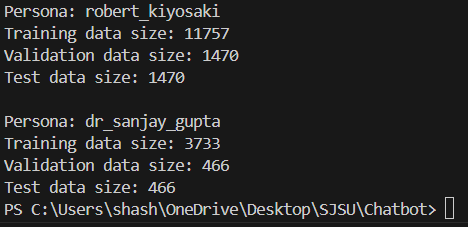 Persona: robert_kiyosaki
Training data size: 11757
Validation data size: 1470
Test data size: 1470
Persona: dr_sanjay_gupta
Training data size: 3733
Validation data size: 466
Test data size: 466
PS C:\Users\shash\OneDrive\Desktop\SJSU\Chatbot>